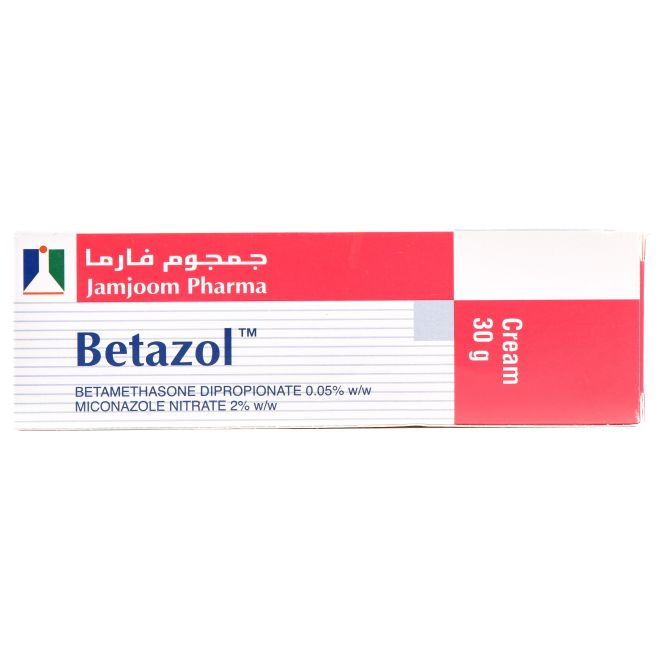 جمجوم فارما
Jamjoom Pharma
Betazol™
BETAMETHASONE DIPROPIONATE 0.05% w/w
MICONAZOLE NITRATE 2% w/w
Cream
30 g